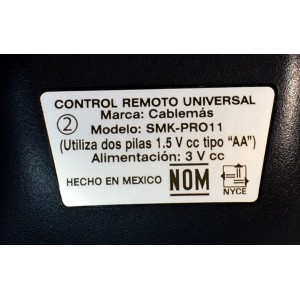 CONTROL REMOTO UNIVERSAL
② Marca: Cablemás
Modelo: SMK-PRO11
(Utiliza dos pilas 1.5 V cc tipo “AA”)
Alimentación: 3 V cc
HECHO EN MEXICO NOM
NYCE